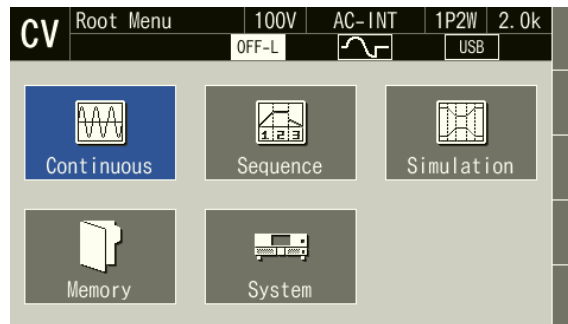 CV Root Menu 100V AC-INT 1P2W 2.0k
OFF-L USB
1 2 3
Continuous Sequence Simulation
Memory System